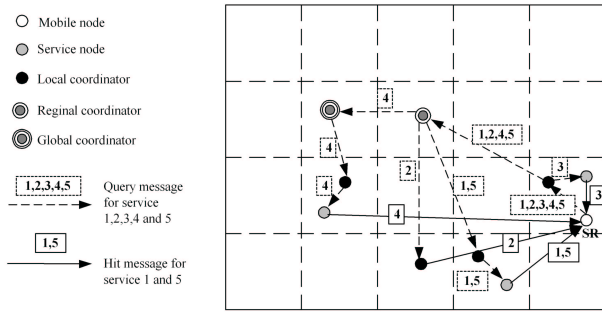 Mobile node
Service node
Local coordinator
Reginal coordinator
Global coordinator
1,2,3,4,5
Query message
for service
1,2,3,4 and 5
1,5
Hit message for
service 1 and 5
4
1,2,4,5
4
2
3
4
1,5
1,2,3,4,5
3
4
SR
2
1,5
1,5